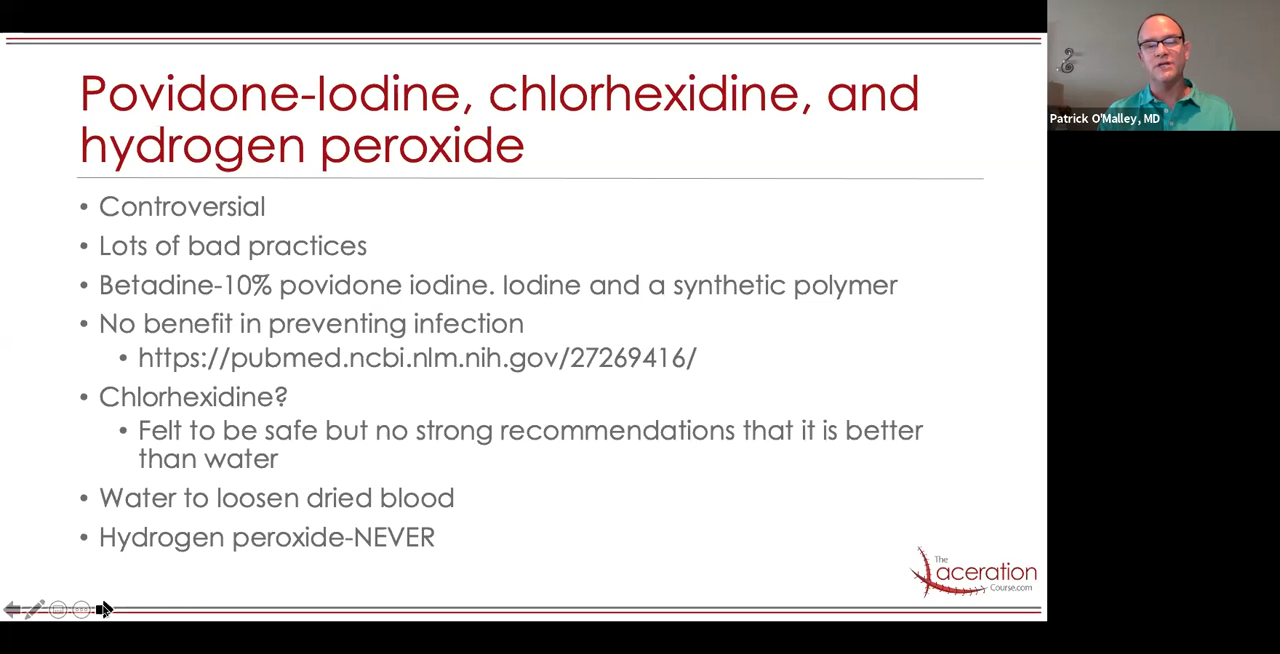 Povidone-Iodine, chlorhexidine, and
hydrogen peroxide
• Controversial
• Lots of bad practices
• Betadine-10% povidone iodine. Iodine and a synthetic polymer
• No benefit in preventing infection
• https://pubmed.ncbi.nlm.nih.gov/27269416/
• Chlorhexidine?
• Felt to be safe but no strong recommendations that it is better
than water
• Water to loosen dried blood
• Hydrogen peroxide-NEVER
The
Laceration
Course.com
Patrick O'Malley, MD